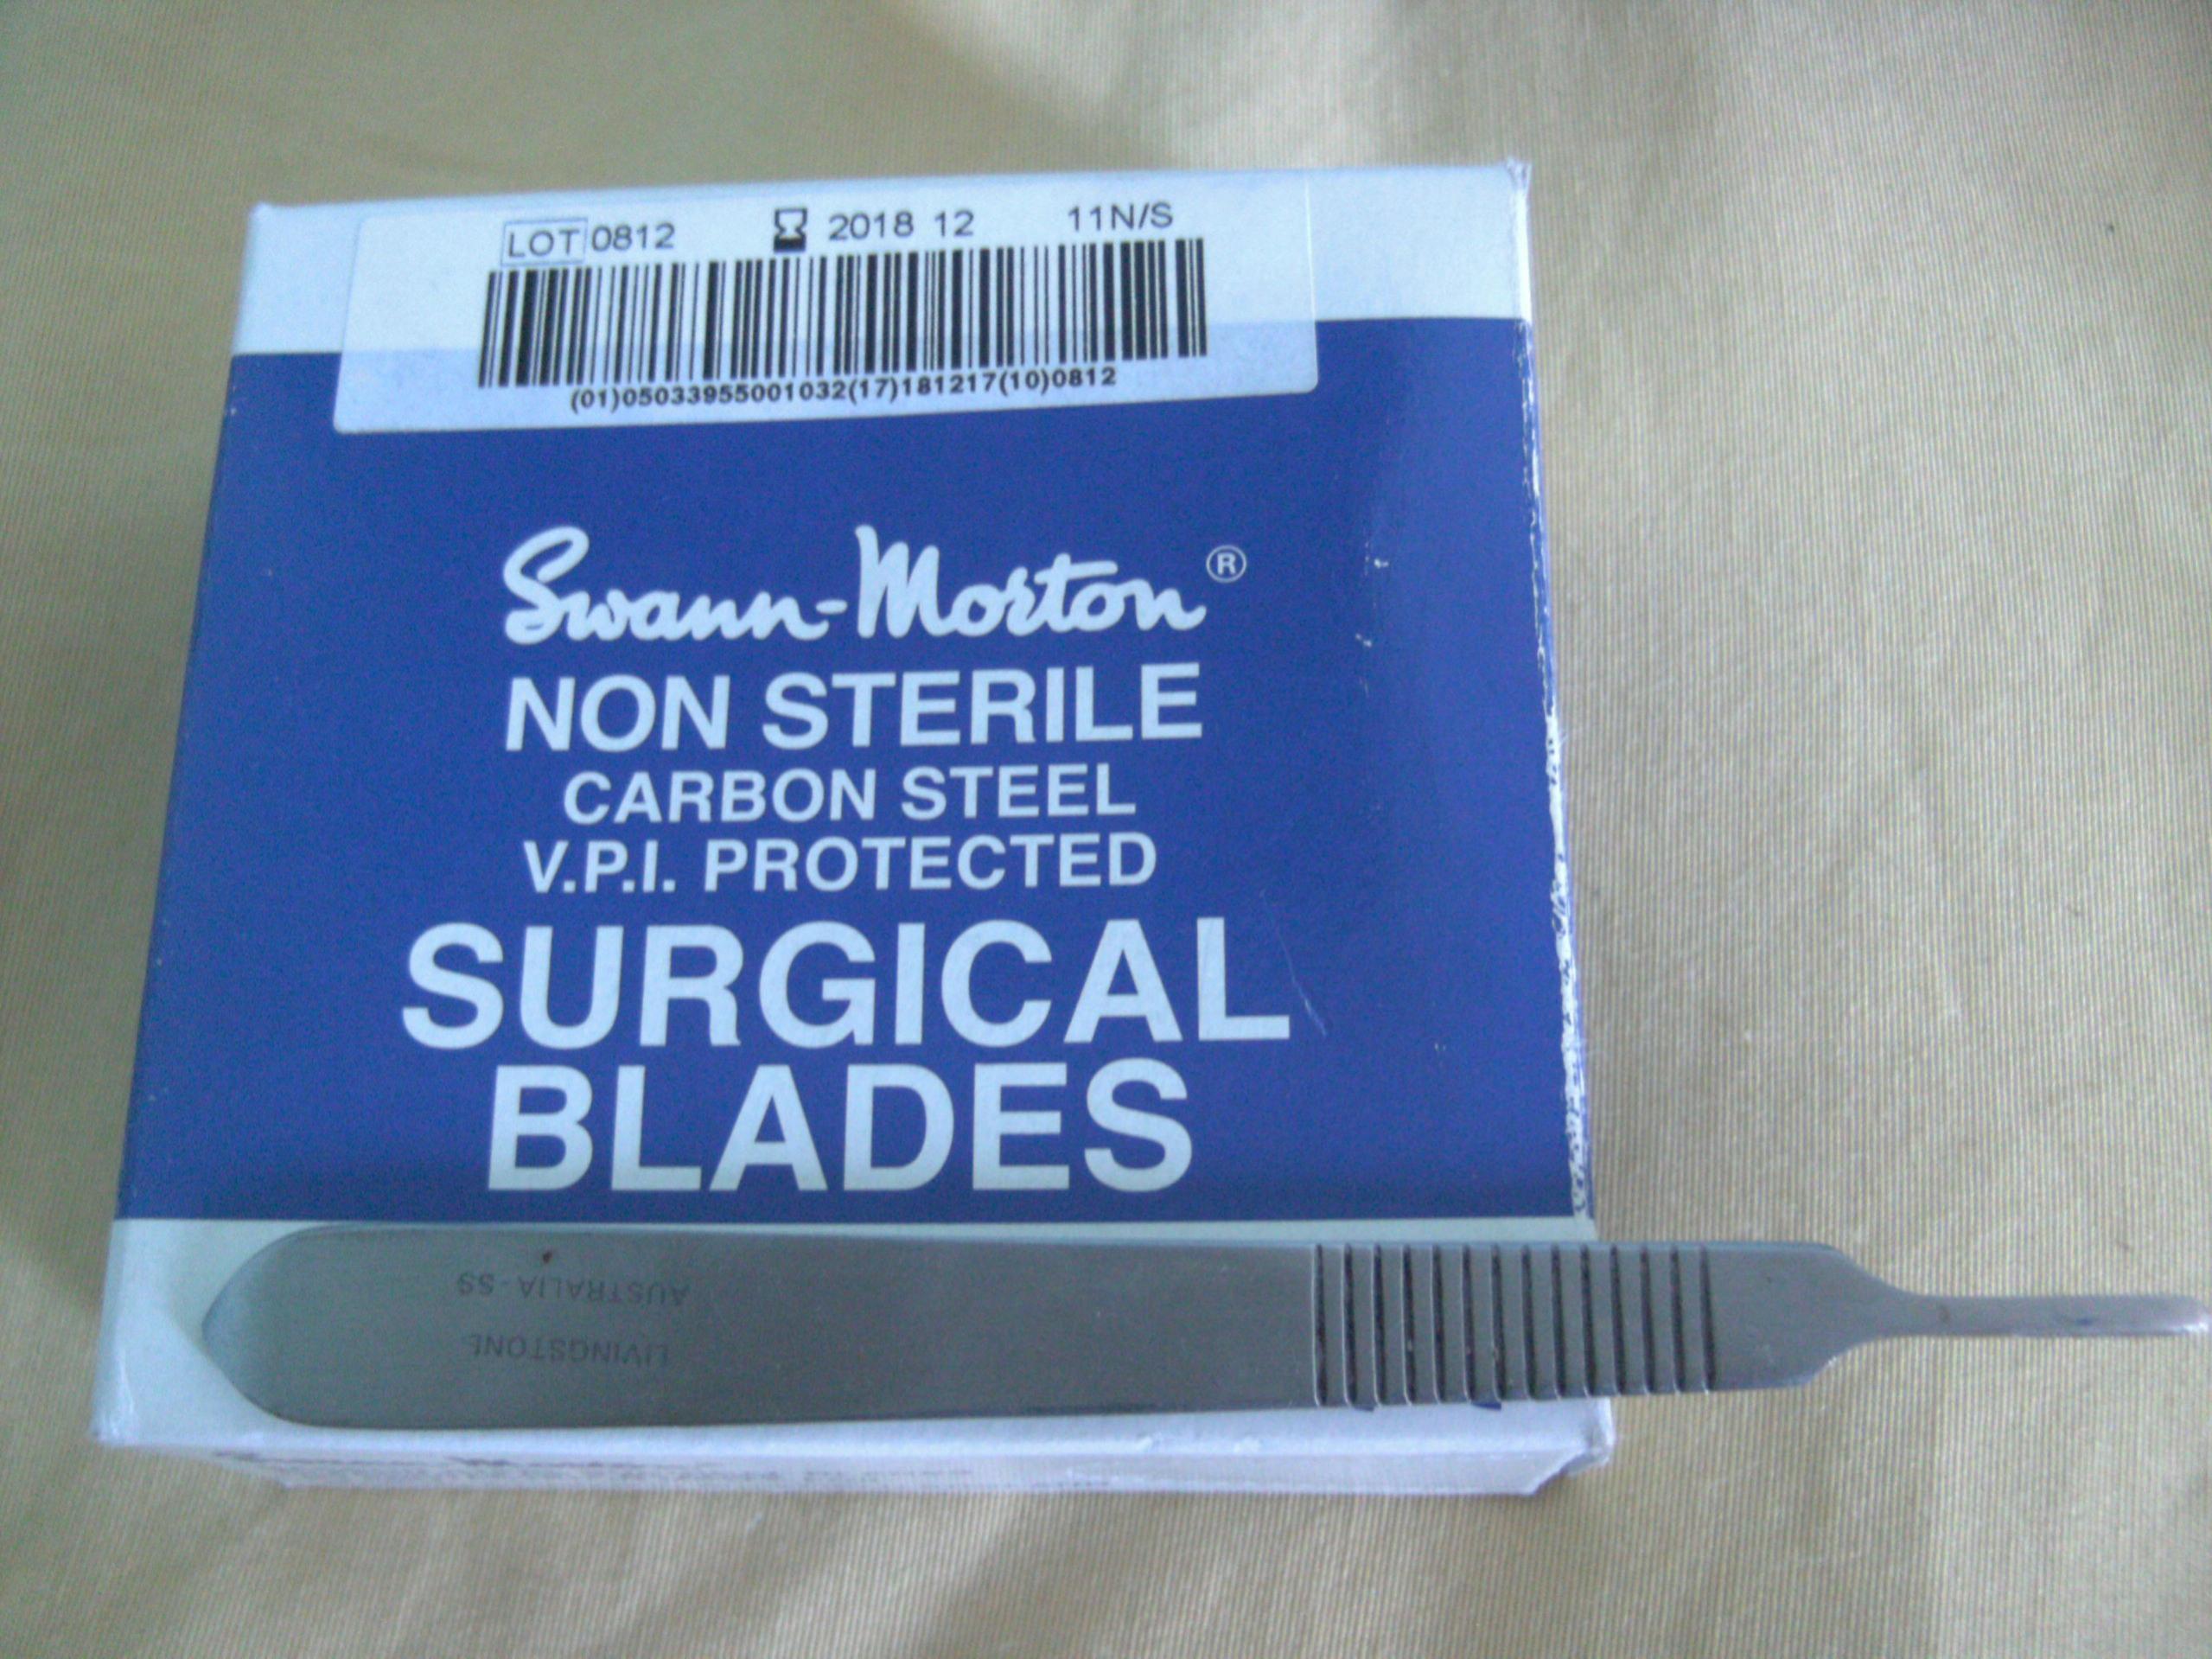 LOT 0812 2018 12 11N/S
(01)05033955001032(17)181217(10)0812
Swann-Morton®
NON STERILE
CARBON STEEL
V.P.I. PROTECTED
SURGICAL
BLADES
LIVINGSTONE
AUSTRALIA-SS